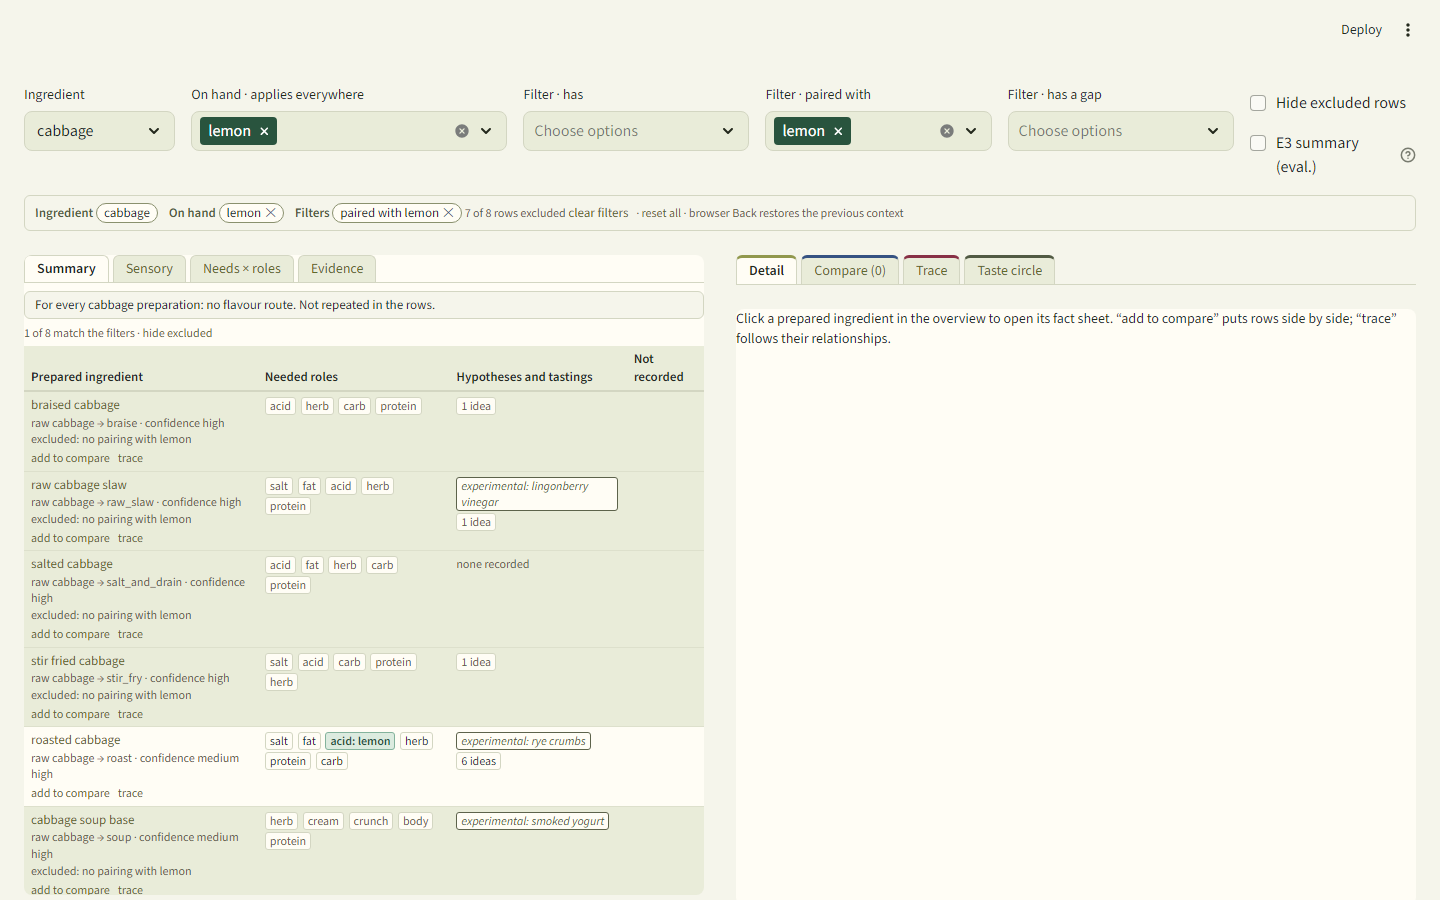 Deploy
Ingredient
On hand · applies everywhere
Filter · has
Filter · paired with
Filter · has a gap
cabbage
lemon
Choose options
lemon
Choose options
Hide excluded rows
E3 summary
(eval.)
Ingredient cabbage On hand lemon Filters paired with lemon 7 of 8 rows excluded clear filters · reset all · browser Back restores the previous context
Summary
Sensory
Needs × roles
Evidence
For every cabbage preparation: no flavour route. Not repeated in the rows.
1 of 8 match the filters · hide excluded
Prepared ingredient
Needed roles
Hypotheses and tastings
Not
recorded
braised cabbage
raw cabbage → braise · confidence high
excluded: no pairing with lemon
add to compare trace
acid herb carb protein
1 idea
raw cabbage slaw
raw cabbage → raw_slaw · confidence high
excluded: no pairing with lemon
add to compare trace
salt fat acid herb
protein
experimental: lingonberry
vinegar
1 idea
salted cabbage
raw cabbage → salt_and_drain · confidence
high
excluded: no pairing with lemon
add to compare trace
acid fat herb carb
protein
none recorded
stir fried cabbage
raw cabbage → stir_fry · confidence high
excluded: no pairing with lemon
add to compare trace
salt acid carb protein
herb
1 idea
roasted cabbage
raw cabbage → roast · confidence medium
high
add to compare trace
salt fat acid: lemon herb
protein carb
experimental: rye crumbs
6 ideas
cabbage soup base
raw cabbage → soup · confidence medium
high
excluded: no pairing with lemon
add to compare trace
herb cream crunch body
protein
experimental: smoked yogurt
Detail
Compare (0)
Trace
Taste circle
Click a prepared ingredient in the overview to open its fact sheet. “add to compare” puts rows side by side; “trace”
follows their relationships.